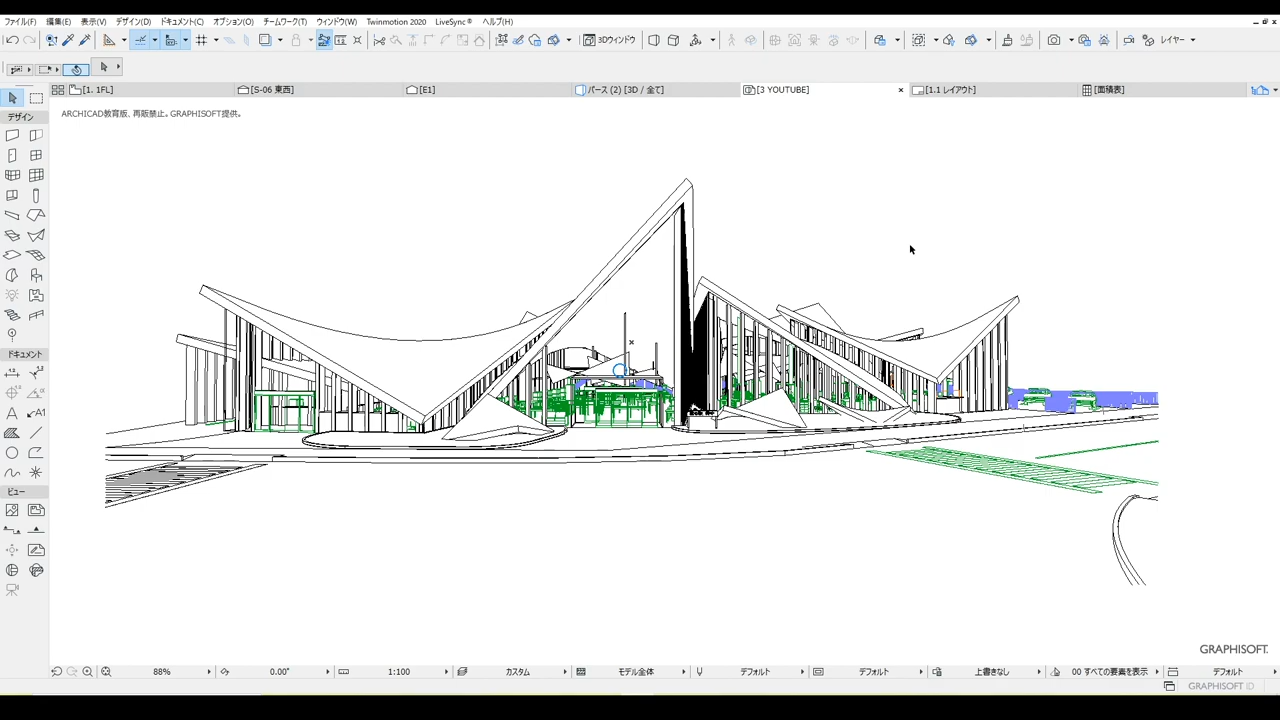 ファイル(F) 編集(E) 表示(V) デザイン(D) ドキュメント(C) オプション(O) チームワーク(T) ウィンドウ(W) Twinmotion 2020 LiveSync® ヘルプ(H)
3Dウィンドウ レイヤー
[1. 1FL] [S-06 東西] [E1] パース (2) [3D / 全て] [3 YOUTUBE] [1.1 レイアウト] [面積表]
ARCHICAD教育版、再販禁止。GRAPHISOFT提供。
デザイン
ドキュメント
ビュー
GRAPHISOFT.
88% 0.00° 1:100 カスタム モデル全体 デフォルト デフォルト 上書きなし 00 すべての要素を表示 デフォルト
GRAPHISOFT ID